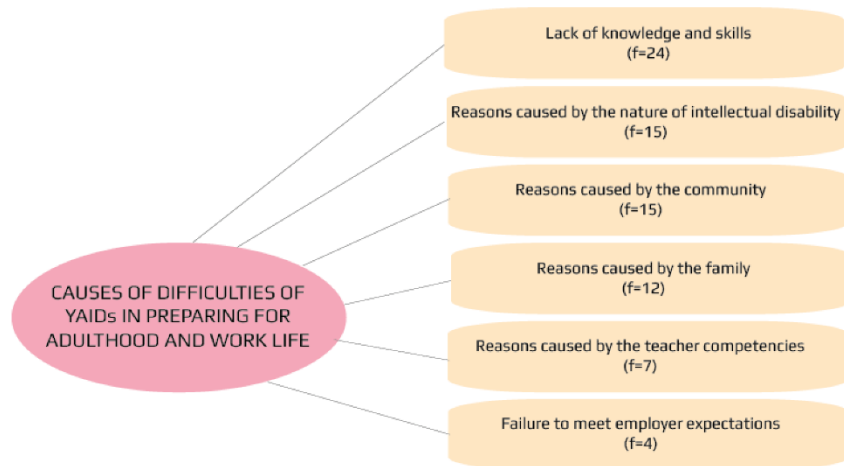 Lack of knowledge and skills
(f=24)
Reasons caused by the nature of intellectual disability
(f=15)
Reasons caused by the community
(f=15)
Reasons caused by the family
(f=12)
Reasons caused by the teacher competencies
(f=7)
Failure to meet employer expectations
(f=4)
CAUSES OF DIFFICULTIES OF
YAIDs IN PREPARING FOR
ADULTHOOD AND WORK LIFE